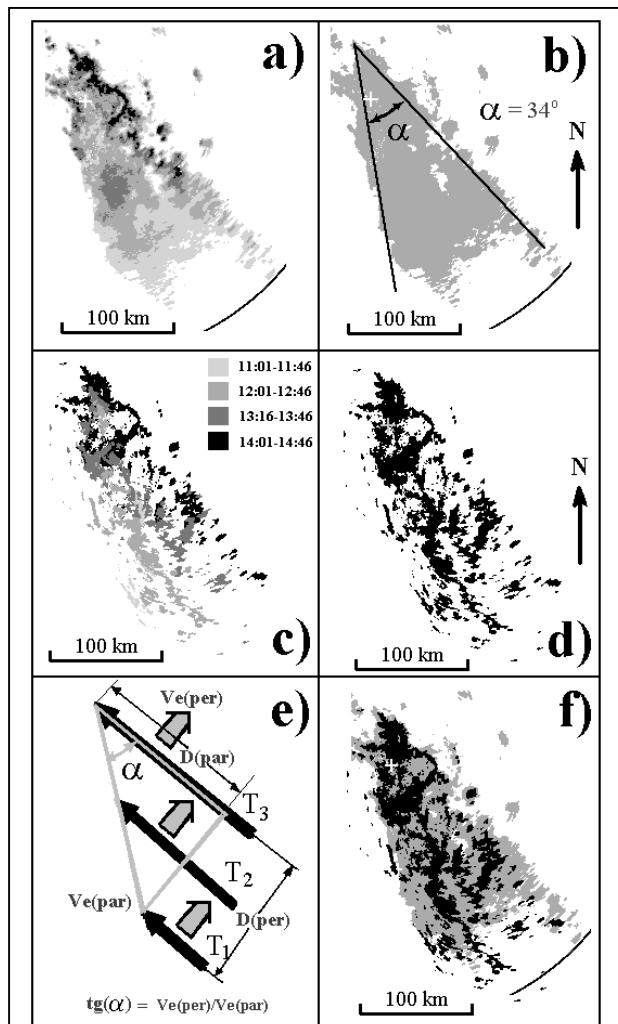 a)
b)
α
α = 34°
N
100 km
100 km
11:01-11:46
12:01-12:46
13:16-13:46
14:01-14:46
N
c)
d)
100 km
100 km
e)
f)
Ve(per)
D(par)
α
T3
T2
Ve(par)
D(per)
T1
tg(α) = Ve(per)/Ve(par)
100 km